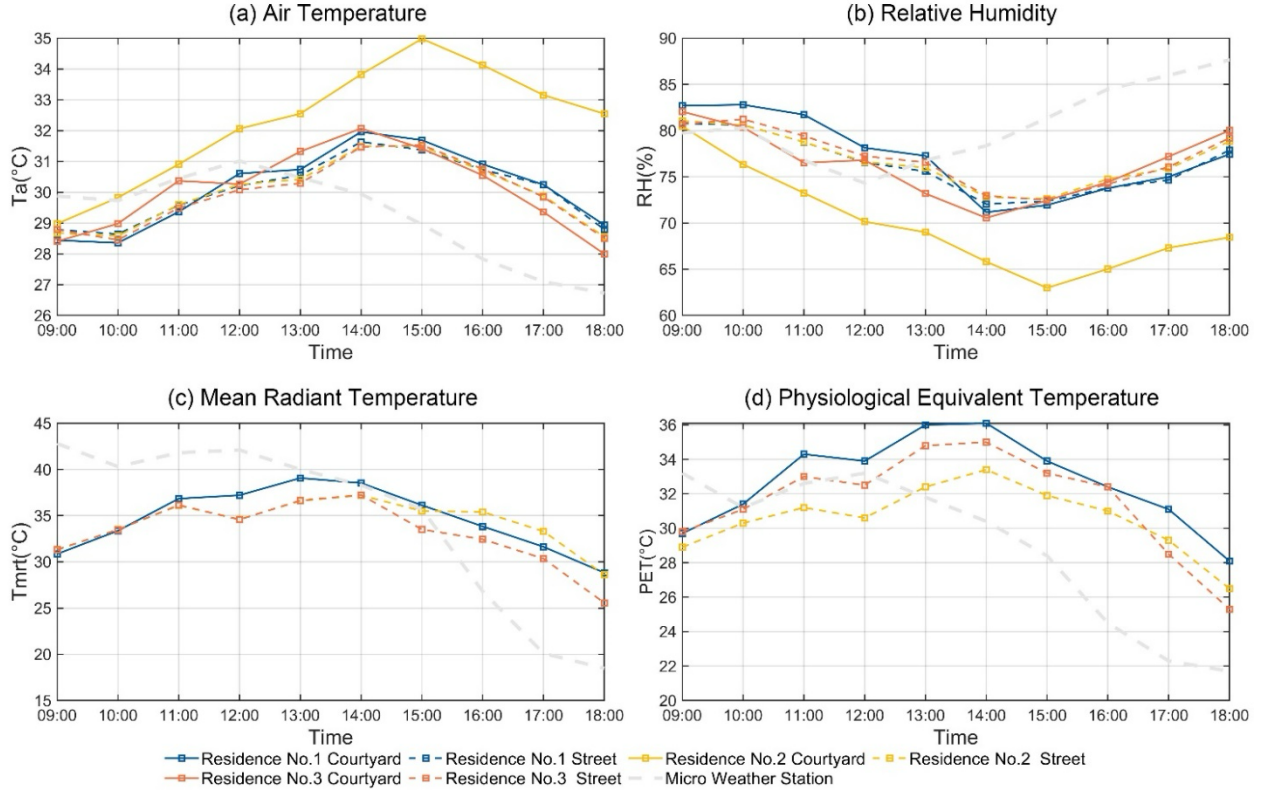 (a) Air Temperature
(b) Relative Humidity
35
34
33
32
31
30
29
28
27
26
Ta(°C)
09:00 10:00 11:00 12:00 13:00 14:00 15:00 16:00 17:00 18:00
Time
90
85
80
75
70
65
60
RH(%)
09:00 10:00 11:00 12:00 13:00 14:00 15:00 16:00 17:00 18:00
Time
(c) Mean Radiant Temperature
(d) Physiological Equivalent Temperature
45
40
35
30
25
20
15
Tmrt(°C)
09:00 10:00 11:00 12:00 13:00 14:00 15:00 16:00 17:00 18:00
Time
36
34
32
30
28
26
24
22
20
PET(°C)
09:00 10:00 11:00 12:00 13:00 14:00 15:00 16:00 17:00 18:00
Time
Residence No.1 Courtyard Residence No.1 Street Residence No.2 Courtyard Residence No.2 Street
Residence No.3 Courtyard Residence No.3 Street Micro Weather Station